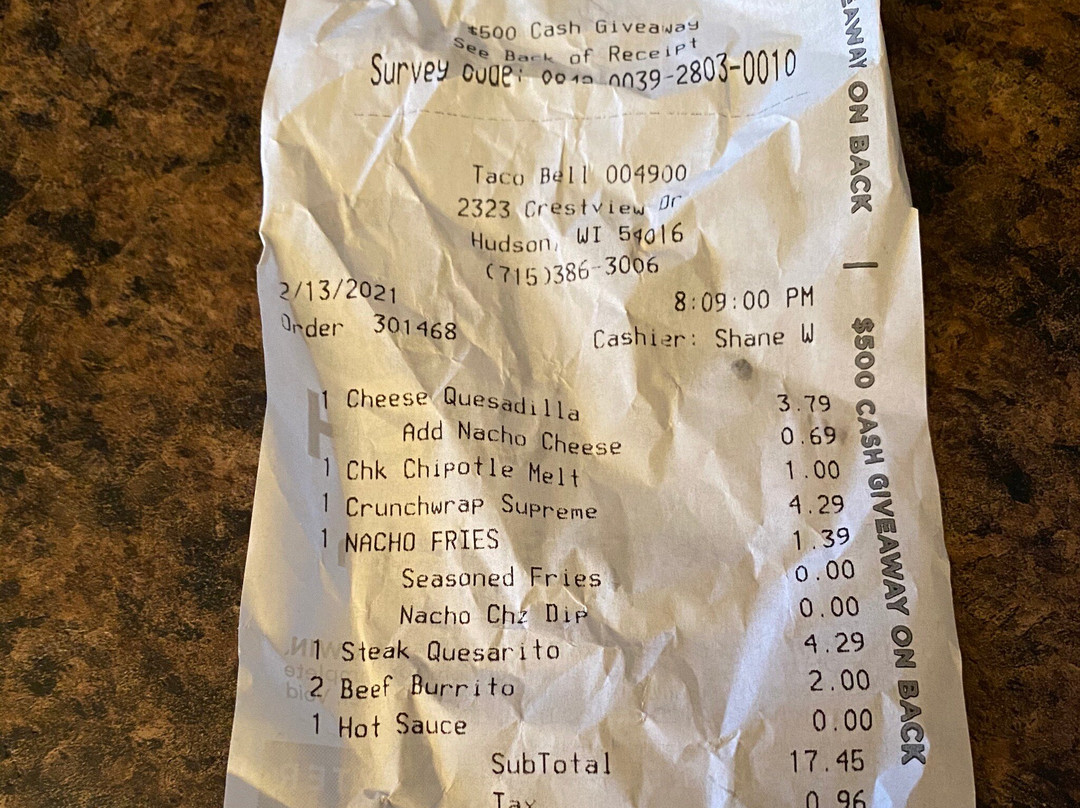 $500 Cash Giveaway
See Back of Receipt
Survey Code: 0039-2803-0010
Taco Bell 004900
2323 Crestview Dr
Hudson, WI 54016
(715)386-3006
2/13/2021 8:09:00 PM
Order 301468 Cashier: Shane W
1 Cheese Quesadilla 3.79
Add Nacho Cheese 0.69
1 Chk Chipotle Melt 1.00
1 Crunchwrap Supreme 4.29
1 NACHO FRIES 1.39
Seasoned Fries 0.00
Nacho Chz Dip 0.00
1 Steak Quesarito 4.29
2 Beef Burrito 2.00
1 Hot Sauce 0.00
SubTotal 17.45
Tax 0.96
EAWAY ON BACK | $500 CASH GIVEAWAY ON BACK